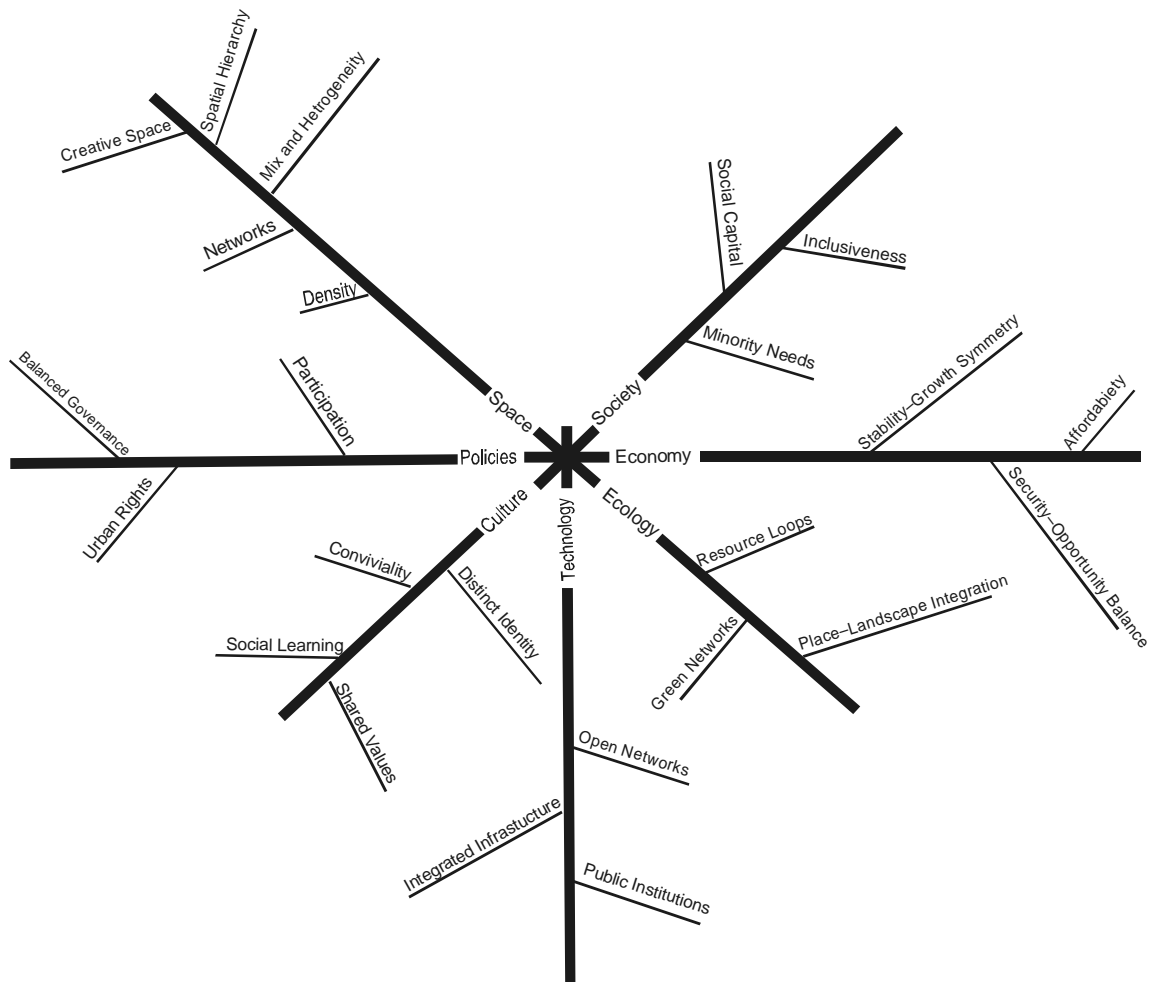 Spatial Hierarchy
Creative Space
Mix and Hetrogeneity
Networks
Density
Space
Social Capital
Inclusiveness
Minority Needs
Society
Balanced Governance
Participation
Urban Rights
Policies
Economy
Stability–Growth Symmetry
Affordabiety
Security–Opportunity Balance
Culture
Conviviality
Distinct Identity
Social Learning
Shared Values
Technology
Open Networks
Integrated Infrastucture
Public Institutions
Ecology
Resource Loops
Green Networks
Place–Landscape Integration